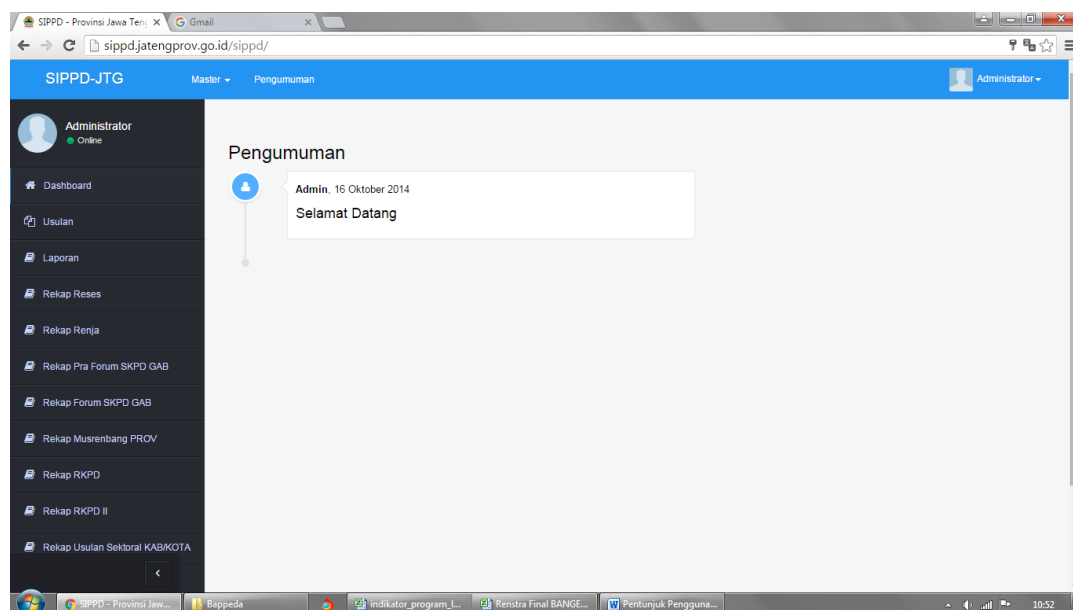 SIPPD - Provinsi Jawa Teng
Gmail
sippd.jatengprov.go.id/sippd/
SIPPD-JTG
Master
Pengumuman
Administrator
Administrator
Online
Dashboard
Usulan
Laporan
Rekap Reses
Rekap Renja
Rekap Pra Forum SKPD GAB
Rekap Forum SKPD GAB
Rekap Musrenbang PROV
Rekap RKPD
Rekap RKPD II
Rekap Usulan Sektoral KAB/KOTA
Pengumuman
Admin, 16 Oktober 2014
Selamat Datang
SIPPD - Provinsi Jaw...
Bappeda
indikator_program_l...
Renstra Final BANGE...
Pentunjuk Pengguna...
10:52